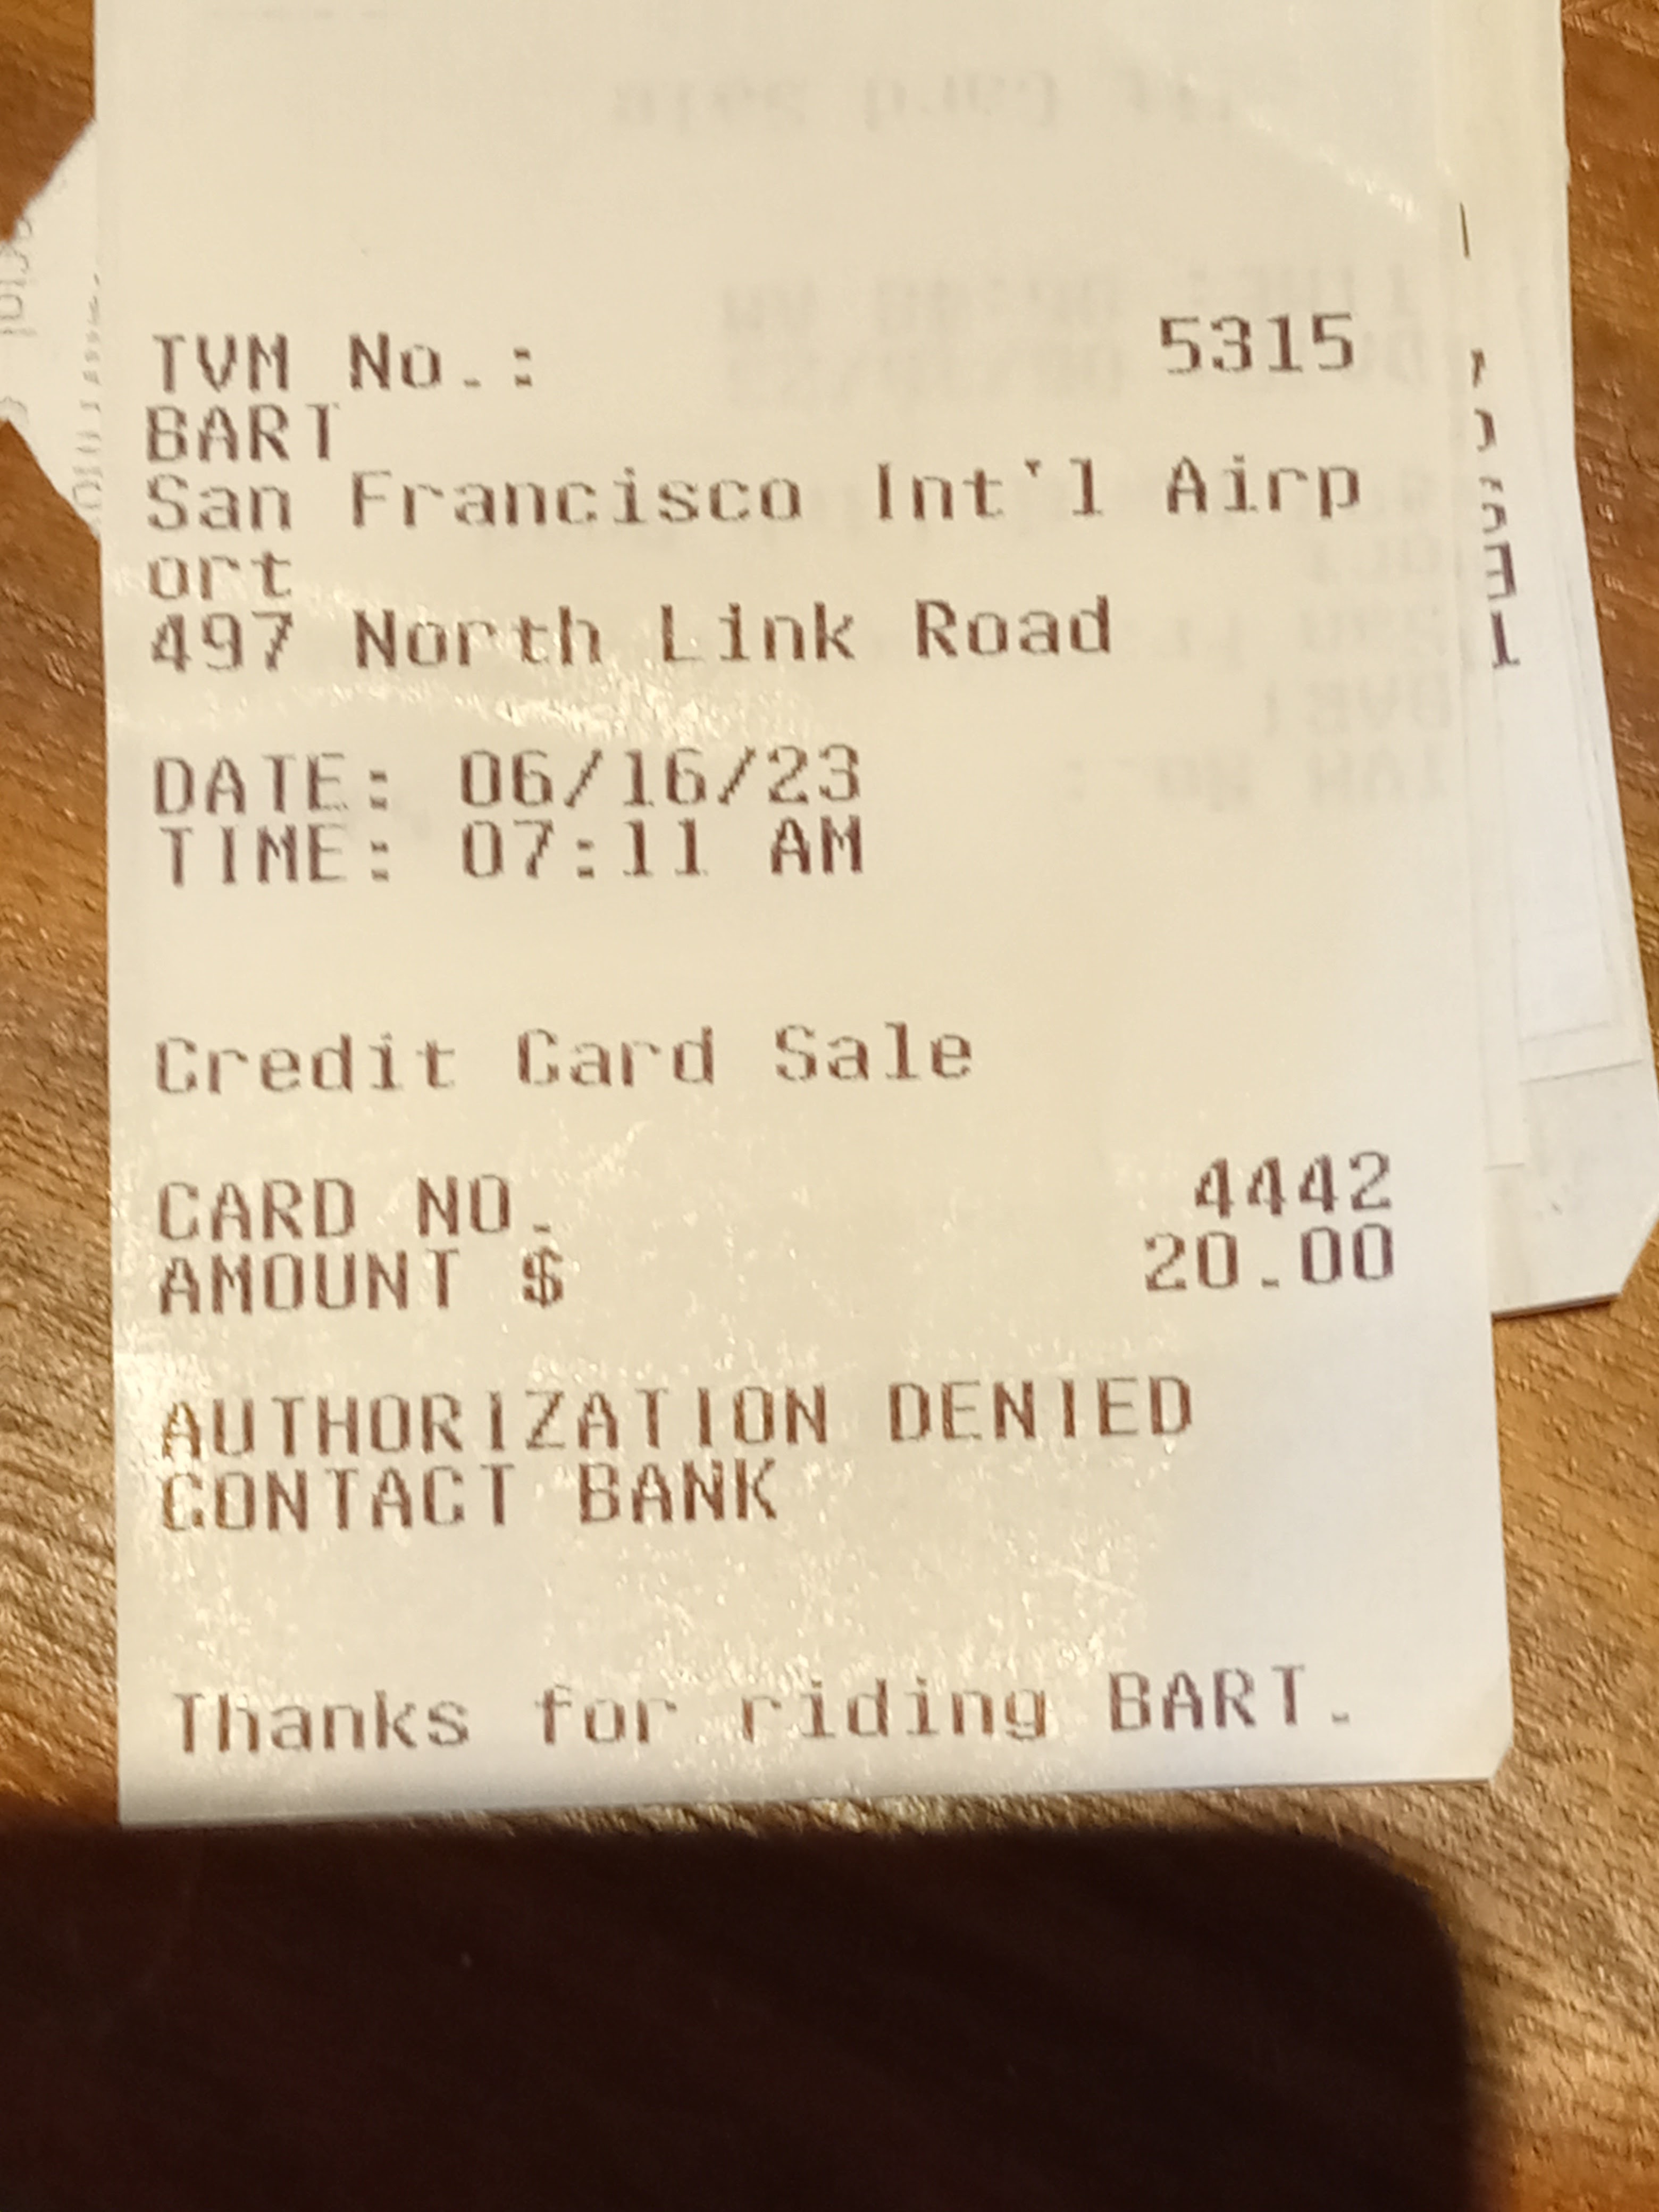 TVM No.: 5315
BART
San Francisco Int'l Airp
ort
497 North Link Road
DATE: 06/16/23
TIME: 07:11 AM
Credit Card Sale
CARD NO. 4442
AMOUNT $ 20.00
AUTHORIZATION DENIED
CONTACT BANK
Thanks for riding BART.